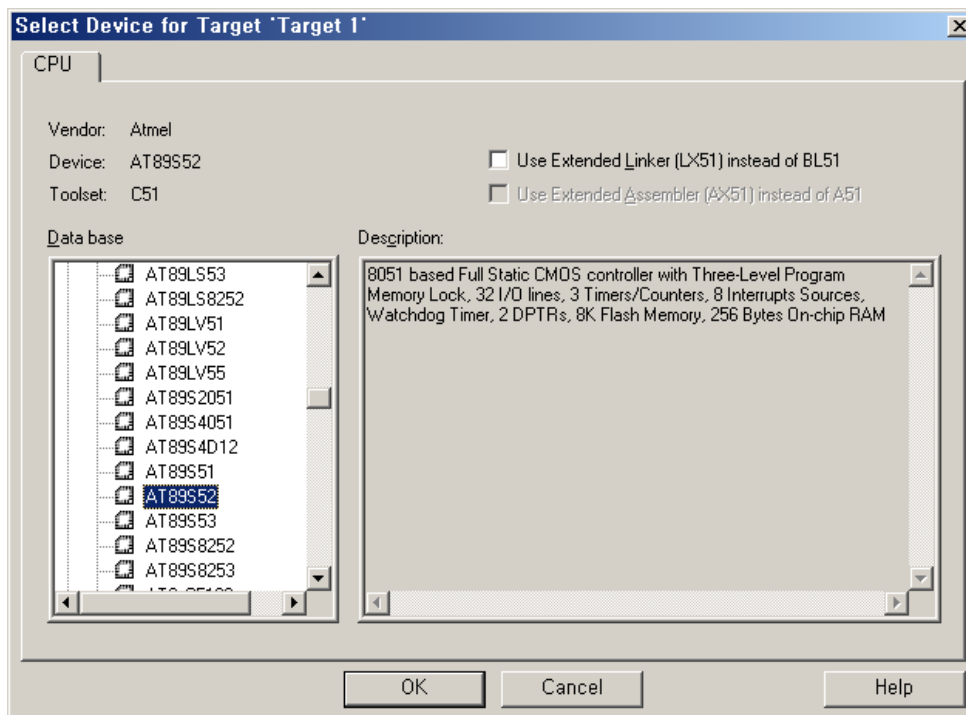 Select Device for Target 'Target 1'
CPU
Vendor: Atmel
Device: AT89S52
Toolset: C51
Use Extended Linker (LX51) instead of BL51
Use Extended Assembler (AX51) instead of A51
Data base
AT89LS53
AT89LS8252
AT89LV51
AT89LV52
AT89LV55
AT89S2051
AT89S4051
AT89S4D12
AT89S51
AT89S52
AT89S53
AT89S8252
AT89S8253
Description:
8051 based Full Static CMOS controller with Three-Level Program
Memory Lock, 32 I/O lines, 3 Timers/Counters, 8 Interrupts Sources,
Watchdog Timer, 2 DPTRs, 8K Flash Memory, 256 Bytes On-chip RAM
OK
Cancel
Help